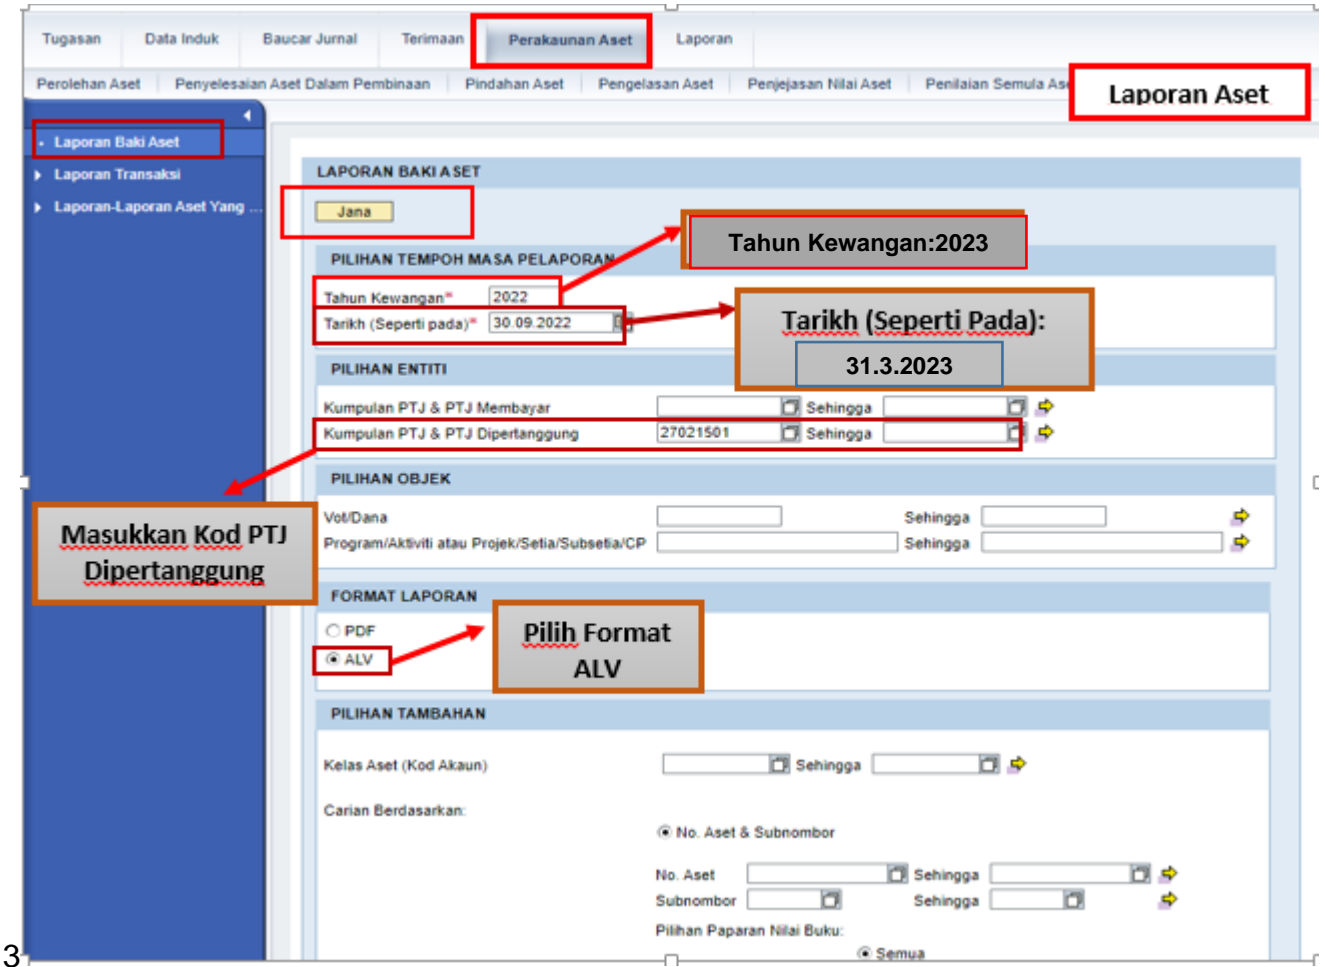 Tugasan Data Induk Baucar Jurnal Terimaan Perakaunan Aset Laporan
Perolehan Aset Penyelesaian Aset Dalam Pembinaan Pindahan Aset Pengelasan Aset Penjejasan Nilai Aset Penilaian Semula As
Laporan Aset
Laporan Baki Aset
Laporan Transaksi
Laporan-Laporan Aset Yang ...
LAPORAN BAKI ASET
Jana
Tahun Kewangan:2023
PILIHAN TEMPOH MASA PELAPORAN
Tahun Kewangan* 2022
Tarikh (Seperti pada)* 30.09.2022
Tarikh (Seperti Pada):
31.3.2023
PILIHAN ENTITI
Kumpulan PTJ & PTJ Membayar Sehingga
Kumpulan PTJ & PTJ Dipertanggung 27021501 Sehingga
PILIHAN OBJEK
Vot/Dana Sehingga
Program/Aktiviti atau Projek/Setia/Subsetia/CP Sehingga
Masukkan Kod PTJ
Dipertanggung
FORMAT LAPORAN
PDF
ALV
Pilih Format
ALV
PILIHAN TAMBAHAN
Kelas Aset (Kod Akaun) Sehingga
Carian Berdasarkan:
No. Aset & Subnombor
No. Aset Sehingga
Subnombor Sehingga
Pilihan Paparan Nilai Buku:
Semua
3